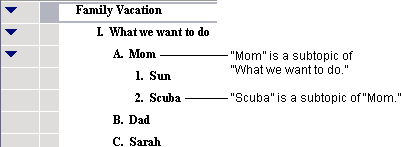 Family Vacation
I. What we want to do
A. Mom
"Mom" is a subtopic of
"What we want to do."
1. Sun
2. Scuba
"Scuba" is a subtopic of "Mom."
B. Dad
C. Sarah